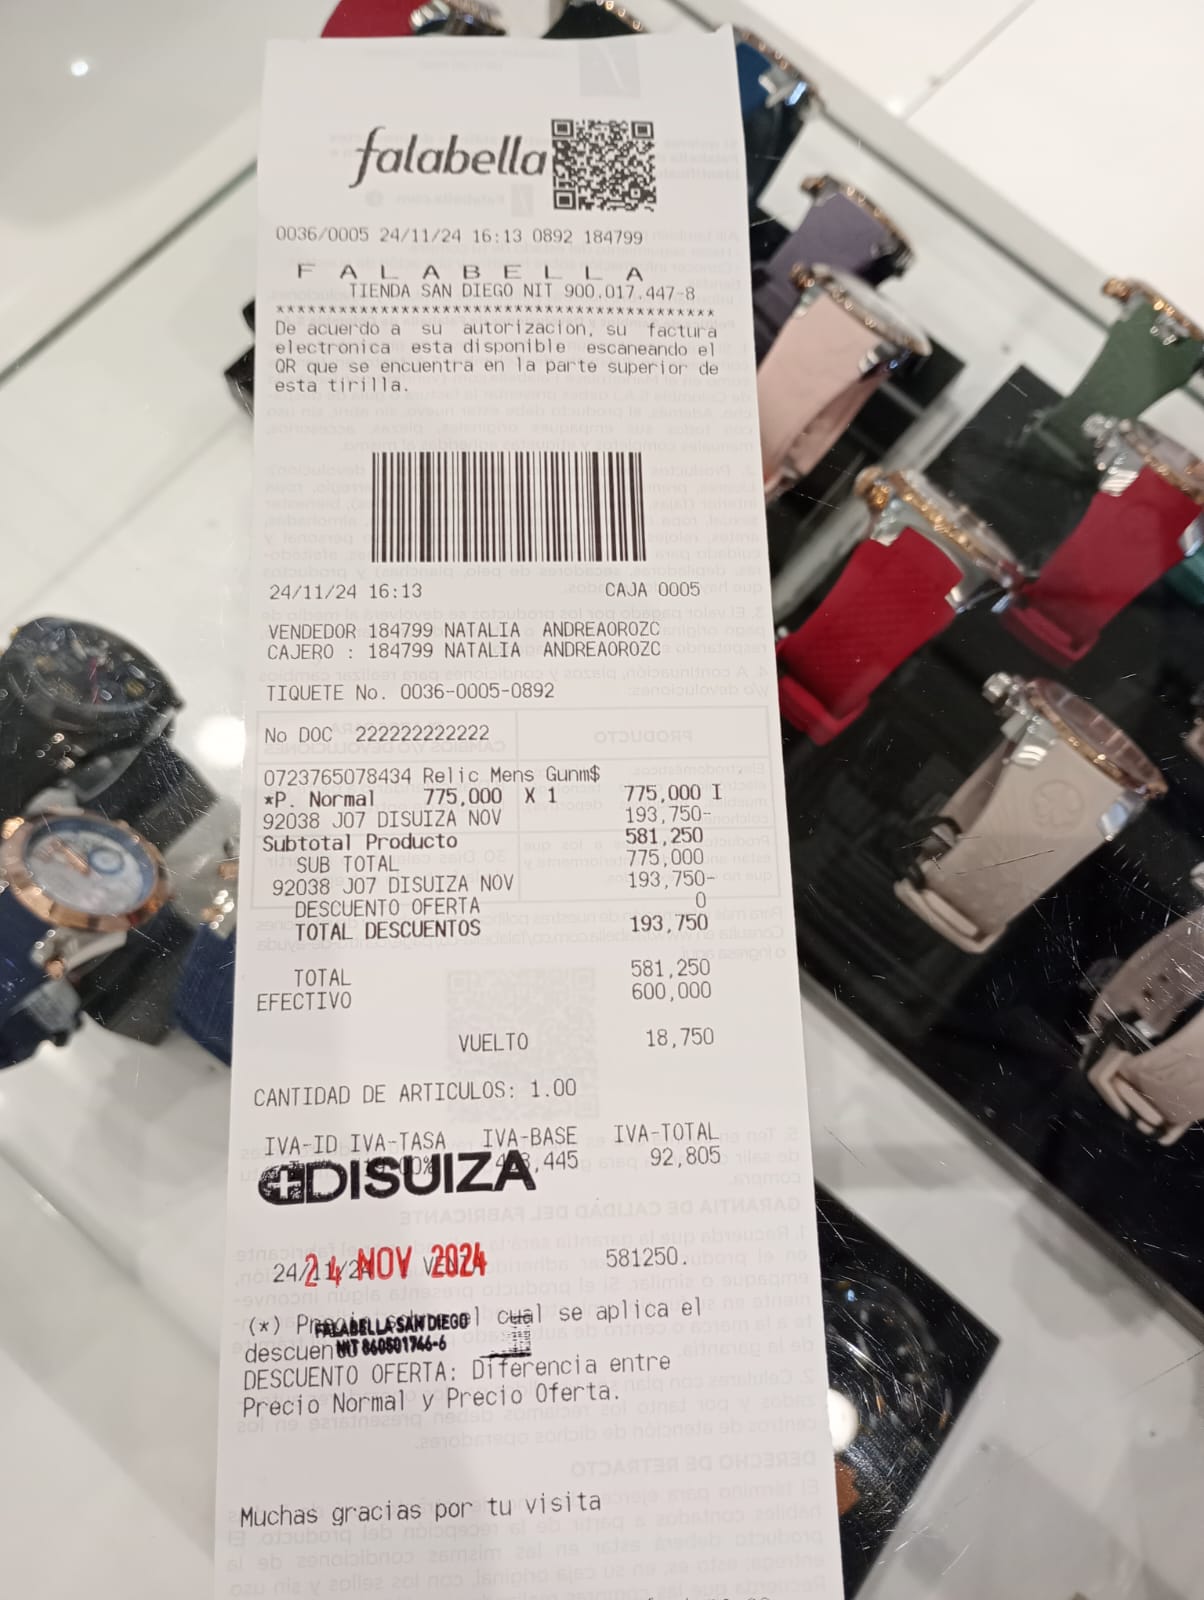 falabella
0036/0005 24/11/24 16:13 0892 184799
F A L A B E L L A
TIENDA SAN DIEGO NIT 900.017.447-8
******************************************
De acuerdo a su autorizacion, su factura
electronica esta disponible escaneando el
QR que se encuentra en la parte superior de
esta tirilla.
24/11/24 16:13 CAJA 0005
VENDEDOR 184799 NATALIA ANDREAOROZC
CAJERO : 184799 NATALIA ANDREAOROZC
TIQUETE No. 0036-0005-0892
No DOC 222222222222
0723765078434 Relic Mens Gunm$
*P. Normal 775,000 X 1 775,000 I
92038 J07 DISUIZA NOV 193,750-
Subtotal Producto 581,250
SUB TOTAL 775,000
92038 J07 DISUIZA NOV 193,750-
DESCUENTO OFERTA 0
TOTAL DESCUENTOS 193,750
TOTAL 581,250
EFECTIVO 600,000
VUELTO 18,750
CANTIDAD DE ARTICULOS: 1.00
IVA-ID IVA-TASA IVA-BASE IVA-TOTAL
92,805
DISUIZA
24/11/24 581250.
24 NOV 2024
(*) el cual se aplica el
FALABELLA SAN DIEGO
NIT 860501746-6
DESCUENTO OFERTA: Diferencia entre
Precio Normal y Precio Oferta.
Muchas gracias por tu visita